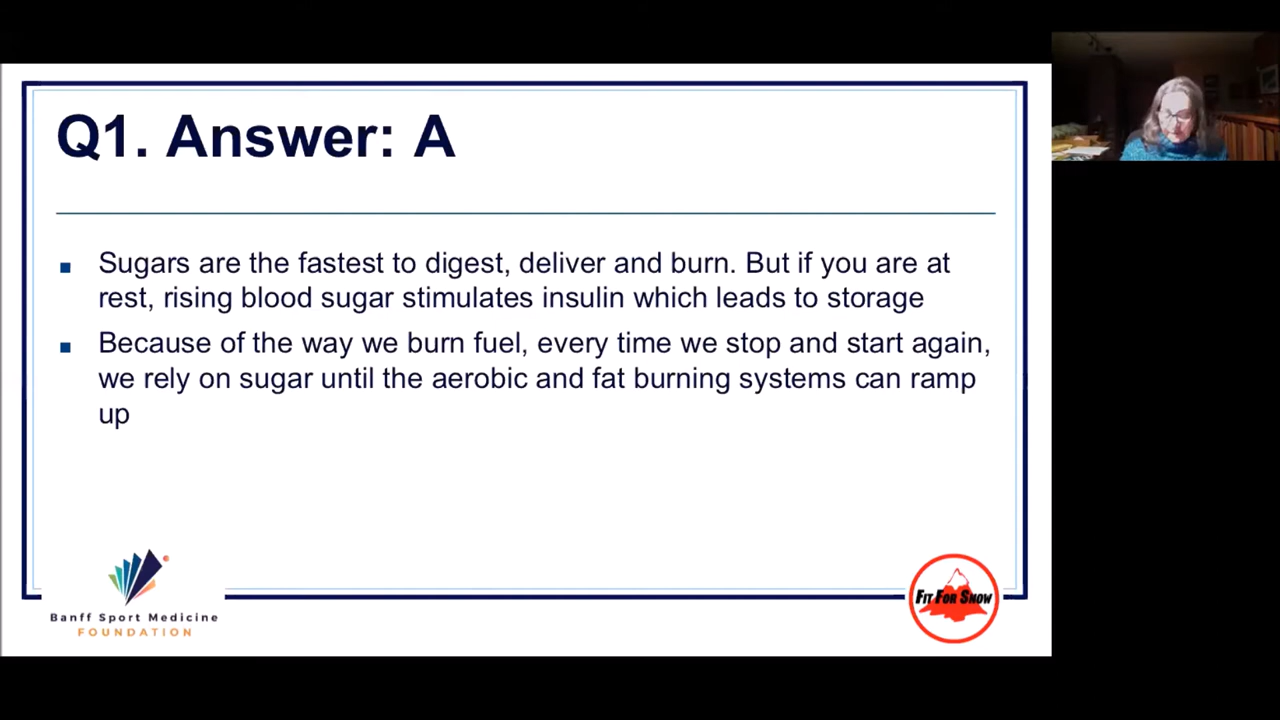 Q1. Answer: A
■ Sugars are the fastest to digest, deliver and burn. But if you are at
rest, rising blood sugar stimulates insulin which leads to storage
■ Because of the way we burn fuel, every time we stop and start again,
we rely on sugar until the aerobic and fat burning systems can ramp
up
Banff Sport Medicine
FOUNDATION
FIT FOR SNOW